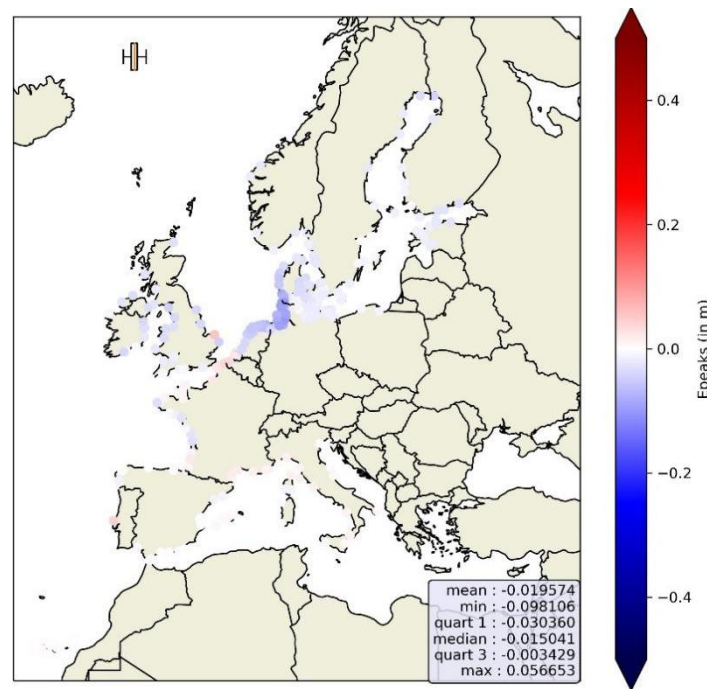 0.4
0.2
0.0
−0.2
−0.4
Epeaks (in m)
mean : -0.019574
min : -0.098106
quart 1 : -0.030360
median : -0.015041
quart 3 : -0.003429
max : 0.056653